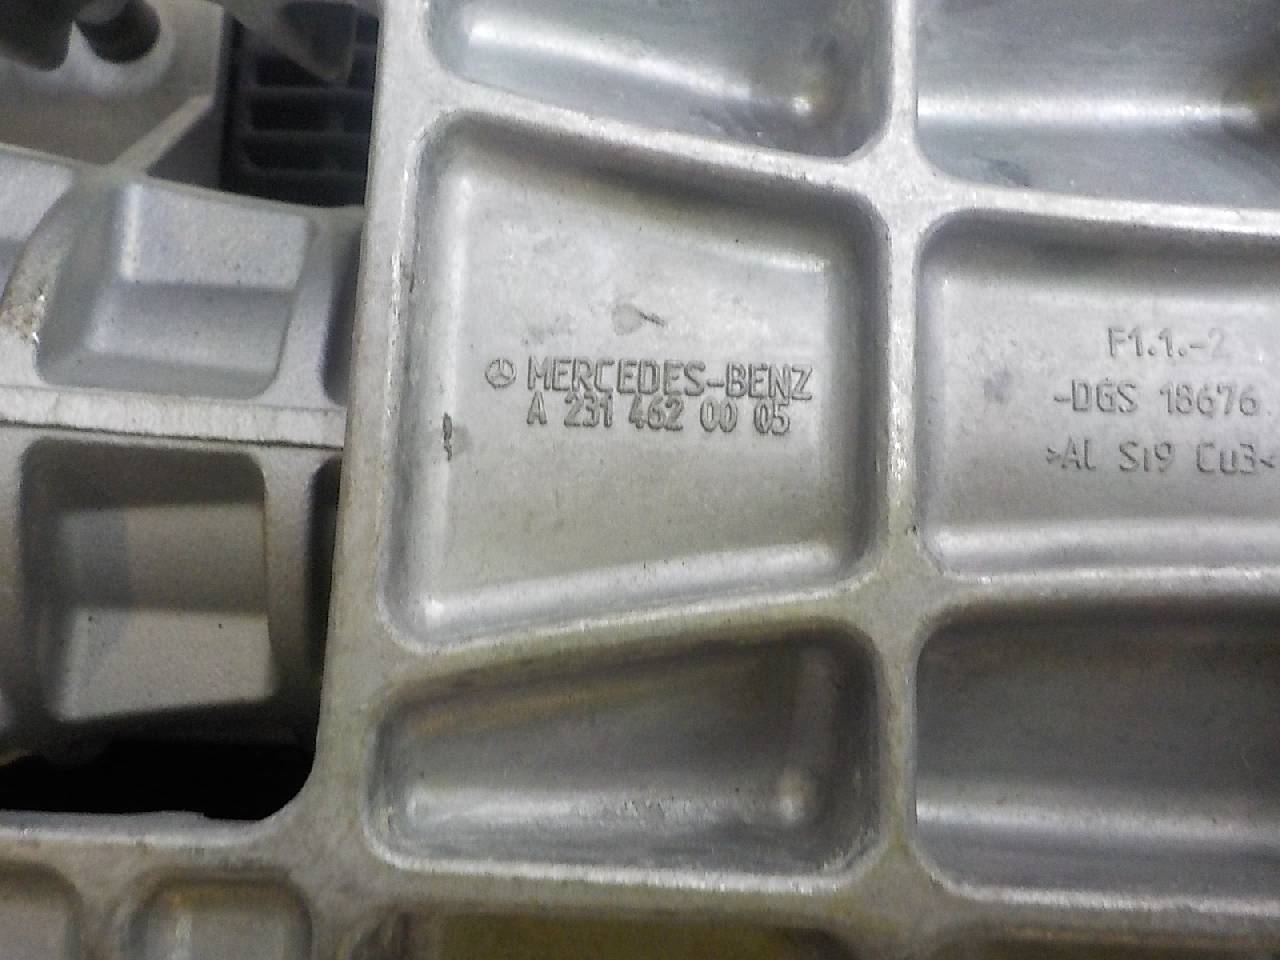 MERCEDES-BENZ
A 231 462 00 05
F1.1.-2
-DGS 18676.
>AL Si9 Cu3<